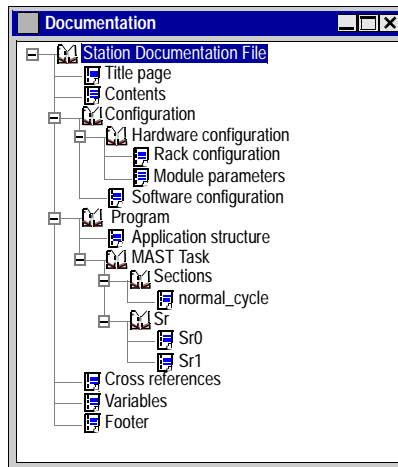 Documentation
Station Documentation File
Title page
Contents
Configuration
Hardware configuration
Rack configuration
Module parameters
Software configuration
Program
Application structure
MAST Task
Sections
normal_cycle
Sr
Sr0
Sr1
Cross references
Variables
Footer